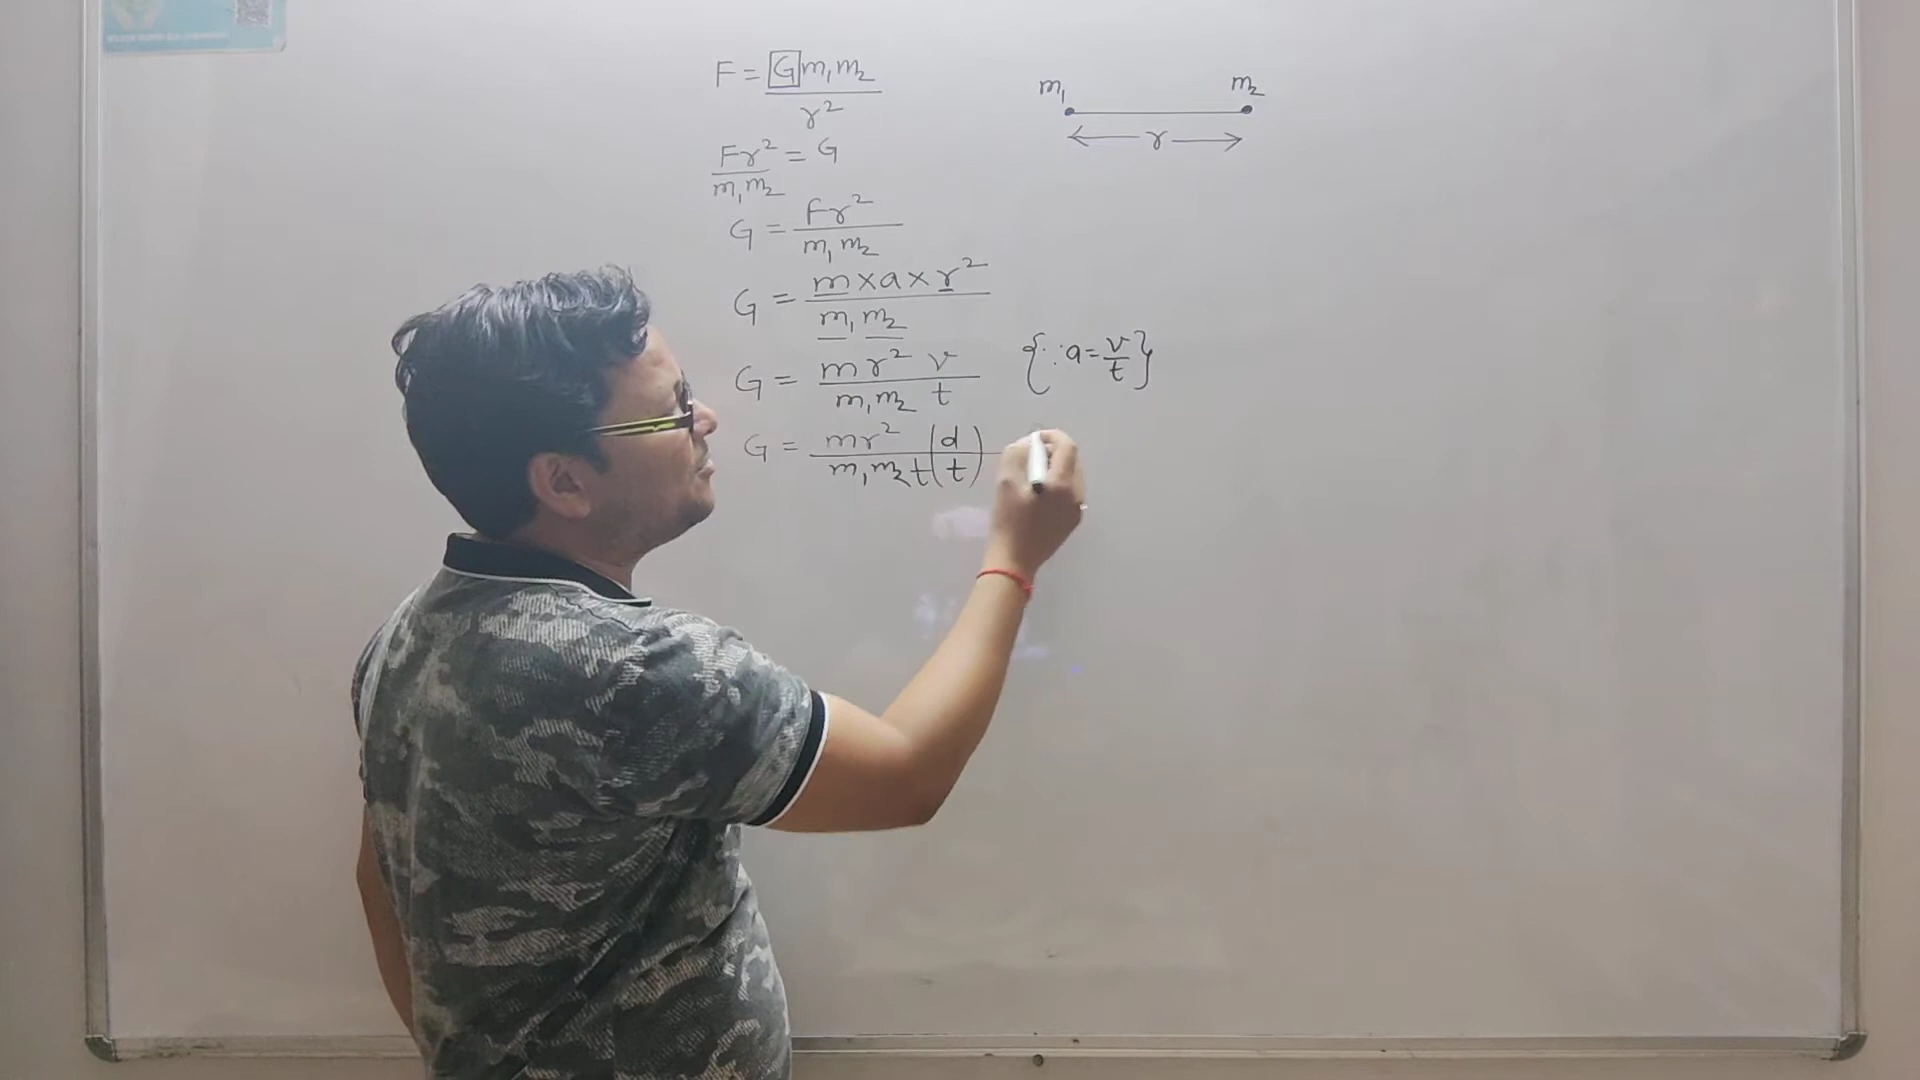 F = G m₁m₂ / r²
m₁ m₂
r
Fr² / m₁m₂ = G
G = Fr² / m₁m₂
G = m × a × r² / m₁ m₂
G = m r² v / m₁m₂ t {∵ a = v/t}
G = mr² (d/t) / m₁m₂ t